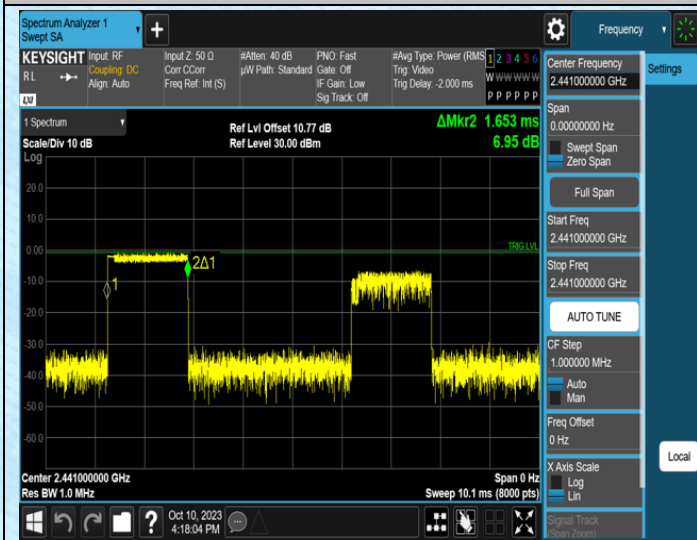 Spectrum Analyzer 1
Swept SA
Frequency
KEYSIGHT
RL
LXI
Input: RF
Coupling: DC
Align: Auto
Input Z: 50 Ω
Corr CCorr
Freq Ref: Int (S)
#Atten: 40 dB
µW Path: Standard
PNO: Fast
Gate: Off
IF Gain: Low
Sig Track: Off
#Avg Type: Power (RMS
Trig: Video
Trig Delay: -2.000 ms
1 2 3 4 5 6
W W W W W W
P P P P P P
1 Spectrum
Scale/Div 10 dB
Ref Lvl Offset 10.77 dB
Ref Level 30.00 dBm
ΔMkr2 1.653 ms
6.95 dB
Log
20.0
10.0
0.00
-10.0
-20.0
-30.0
-40.0
-50.0
-60.0
TRIG LVL
2Δ1
1
Center 2.441000000 GHz
Res BW 1.0 MHz
Span 0 Hz
Sweep 10.1 ms (8000 pts)
?
Oct 10, 2023
4:18:04 PM
Center Frequency
2.441000000 GHz
Span
0.00000000 Hz
Swept Span
Zero Span
Full Span
Start Freq
2.441000000 GHz
Stop Freq
2.441000000 GHz
AUTO TUNE
CF Step
1.000000 MHz
Auto
Man
Freq Offset
0 Hz
X Axis Scale
Log
Lin
Signal Track
(Span Zoom)
Settings
Local